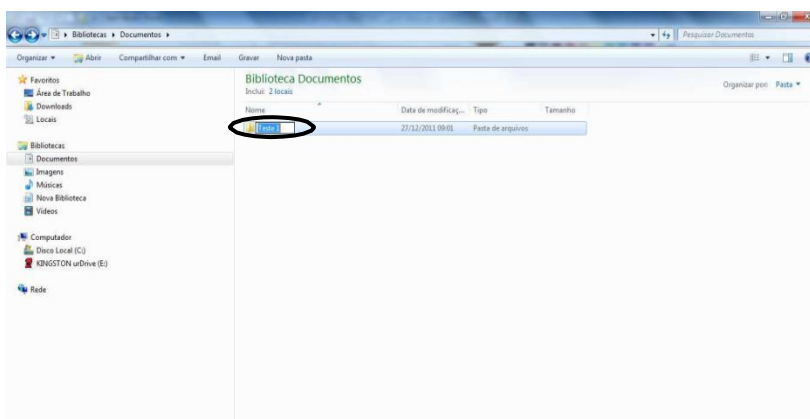 Bibliotecas ▸ Documentos ▸
Pesquisar Documentos
Organizar ▾ Abrir Compartilhar com ▾ Email Gravar Nova pasta
Favoritos
Área de Trabalho
Downloads
Locais
Bibliotecas
Documentos
Imagens
Músicas
Nova Biblioteca
Vídeos
Computador
Disco Local (C:)
KINGSTON urDrive (E:)
Rede
Biblioteca Documentos
Inclui: 2 locais
Organizar por: Pasta ▾
Nome Data de modificaç... Tipo Tamanho
Teste 1 27/12/2011 09:01 Pasta de arquivos